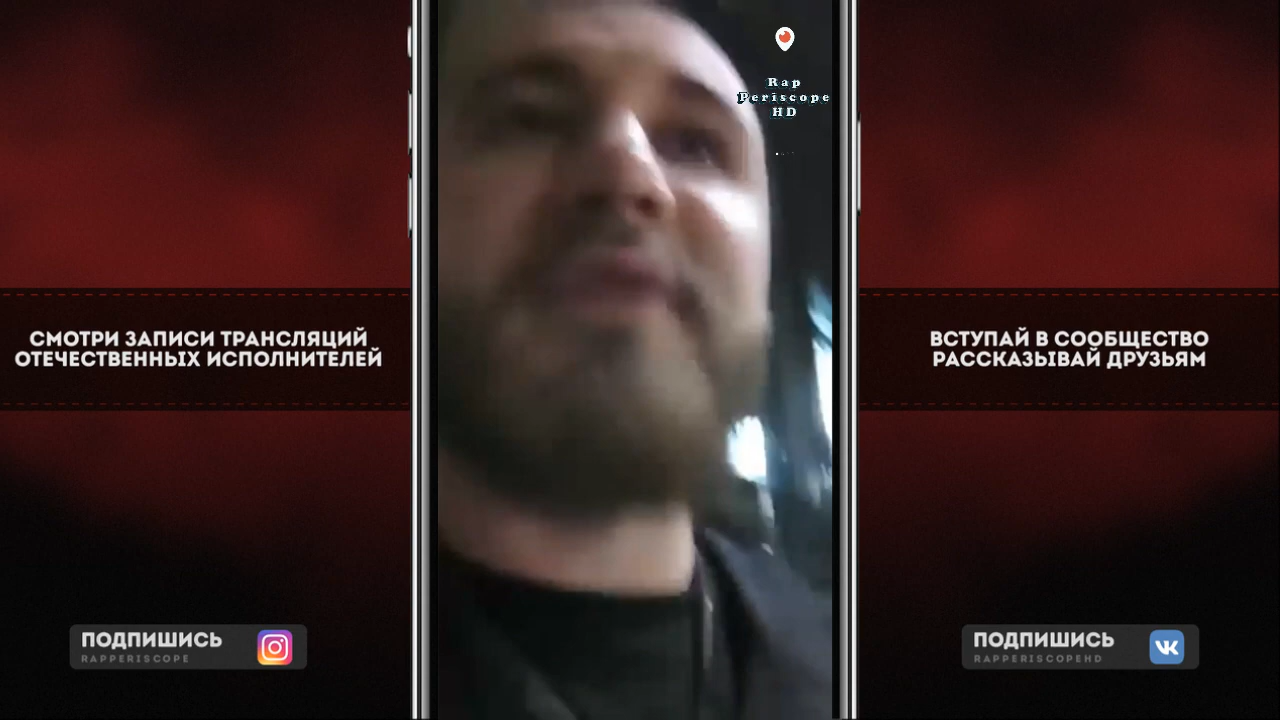 Rap
Periscope
HD
СМОТРИ ЗАПИСИ ТРАНСЛЯЦИЙ
ОТЕЧЕСТВЕННЫХ ИСПОЛНИТЕЛЕЙ
ВСТУПАЙ В СООБЩЕСТВО
РАССКАЗЫВАЙ ДРУЗЬЯМ
ПОДПИШИСЬ
RAPPERISCOPE
ПОДПИШИСЬ
RAPPERISCOPEHD